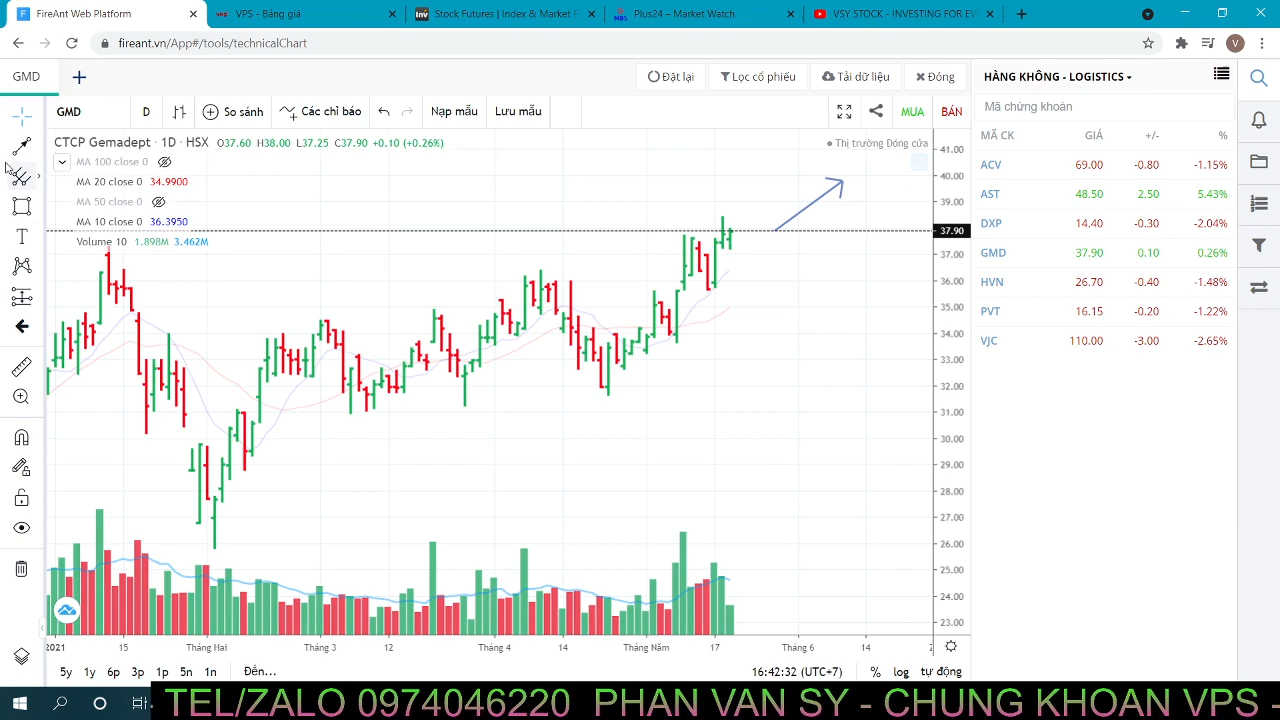 FireAnt Web Platform
VPS - Bảng giá
Stock Futures | Index & Market F
Plus24 – Market Watch
VSY STOCK - INVESTING FOR EV
fireant.vn/App#/tools/technicalChart
GMD
Đặt lại
Lọc cổ phiếu
Tải dữ liệu
Đóng
HÀNG KHÔNG - LOGISTICS
GMD
D
So sánh
Các chỉ báo
Nạp mẫu
Lưu mẫu
MUA
BÁN
Mã chứng khoán
CTCP Gemadept · 1D · HSX O37.60 H38.00 L37.25 C37.90 +0.10 (+0.26%)
Thị trường Đóng cửa
MA 100 close 0
MA 20 close 0 34.9900
MA 50 close 0
MA 10 close 0 36.3950
Volume 10 1.898M 3.462M
41.00
40.00
39.00
37.90
37.00
36.00
35.00
34.00
33.00
32.00
31.00
30.00
29.00
28.00
27.00
26.00
25.00
24.00
23.00
MÃ CK GIÁ +/- %
ACV 69.00 -0.80 -1.15%
AST 48.50 2.50 5.43%
DXP 14.40 -0.30 -2.04%
GMD 37.90 0.10 0.26%
HVN 26.70 -0.40 -1.48%
PVT 16.15 -0.20 -1.22%
VJC 110.00 -3.00 -2.65%
2021 15 Tháng Hai Tháng 3 12 Tháng 4 14 Tháng Năm 17 Tháng 6 14 2
5y 1y 6p 3p 1p 5n 1n Đến...
16:42:32 (UTC+7) % log tự động
- TEL/ZALO 0974046220 PHAN VAN SY - CHUNG KHOAN VPS -